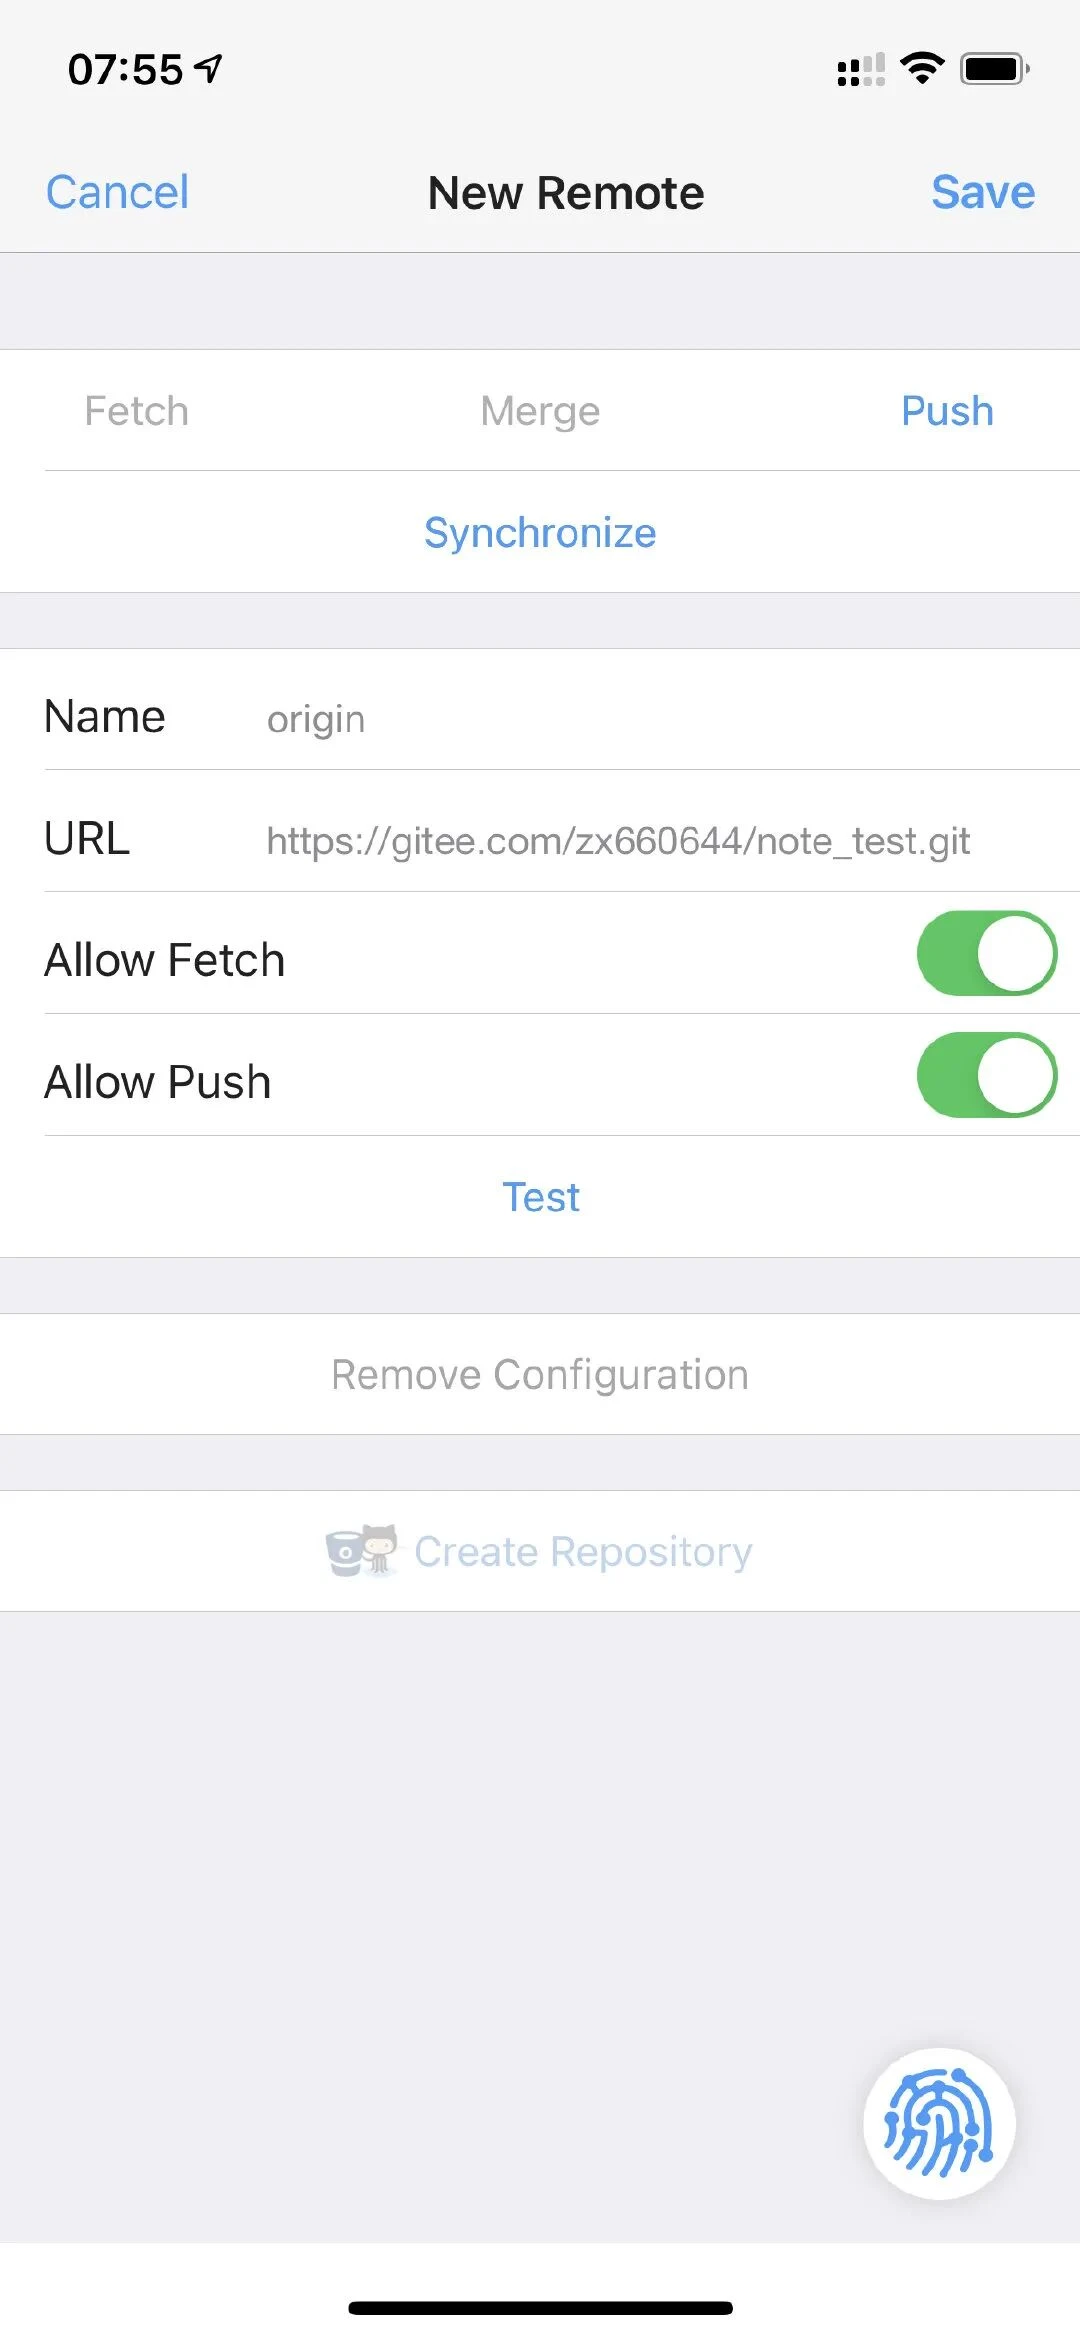 07:55
Cancel New Remote Save
Fetch Merge Push
Synchronize
Name origin
URL https://gitee.com/zx660644/note_test.git
Allow Fetch
Allow Push
Test
Remove Configuration
Create Repository